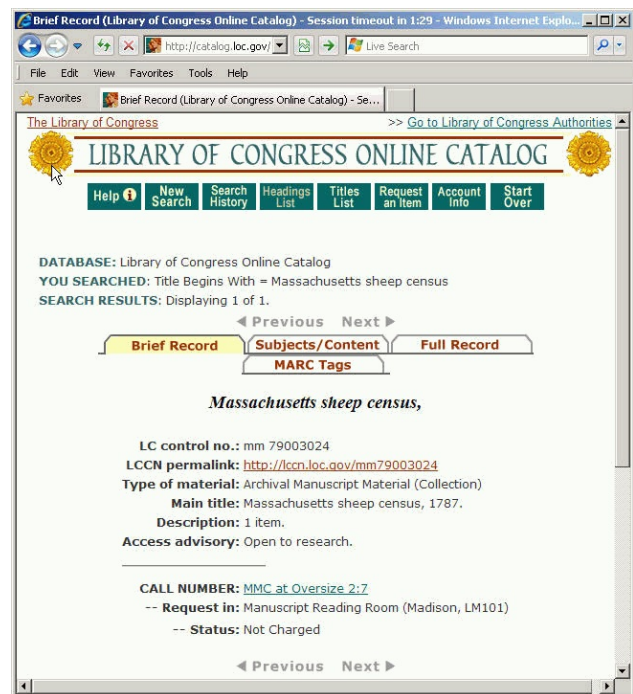 Brief Record (Library of Congress Online Catalog) - Session timeout in 1:29 - Windows Internet Explo...
http://catalog.loc.gov/ Live Search
File Edit View Favorites Tools Help
Favorites Brief Record (Library of Congress Online Catalog) - Se...
The Library of Congress >> Go to Library of Congress Authorities
LIBRARY OF CONGRESS ONLINE CATALOG
Help New Search Search History Headings List Titles List Request an Item Account Info Start Over
DATABASE: Library of Congress Online Catalog
YOU SEARCHED: Title Begins With = Massachusetts sheep census
SEARCH RESULTS: Displaying 1 of 1.
Previous Next
Brief Record Subjects/Content Full Record
MARC Tags
Massachusetts sheep census,
LC control no.: mm 79003024
LCCN permalink: http://lccn.loc.gov/mm79003024
Type of material: Archival Manuscript Material (Collection)
Main title: Massachusetts sheep census, 1787.
Description: 1 item.
Access advisory: Open to research.
CALL NUMBER: MMC at Oversize 2:7
-- Request in: Manuscript Reading Room (Madison, LM101)
-- Status: Not Charged
Previous Next